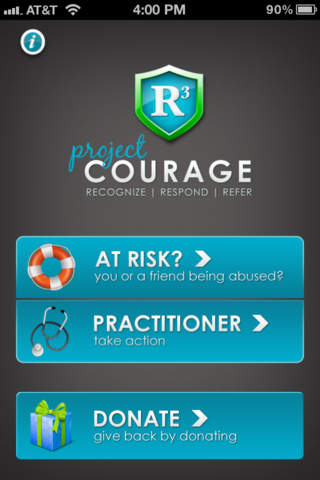 AT&T 4:00 PM 90%
i
R3
project
COURAGE
RECOGNIZE | RESPOND | REFER
AT RISK?
you or a friend being abused?
PRACTITIONER
take action
DONATE
give back by donating